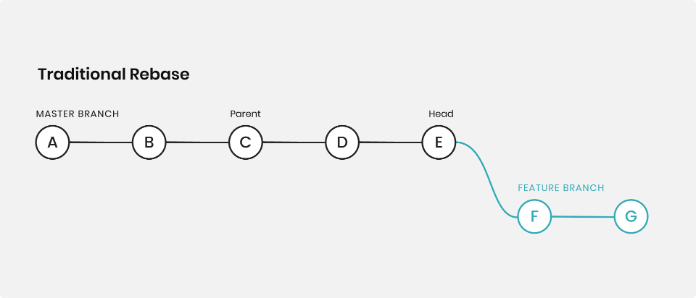 Traditional Rebase
MASTER BRANCH
Parent
Head
A
B
C
D
E
FEATURE BRANCH
F
G